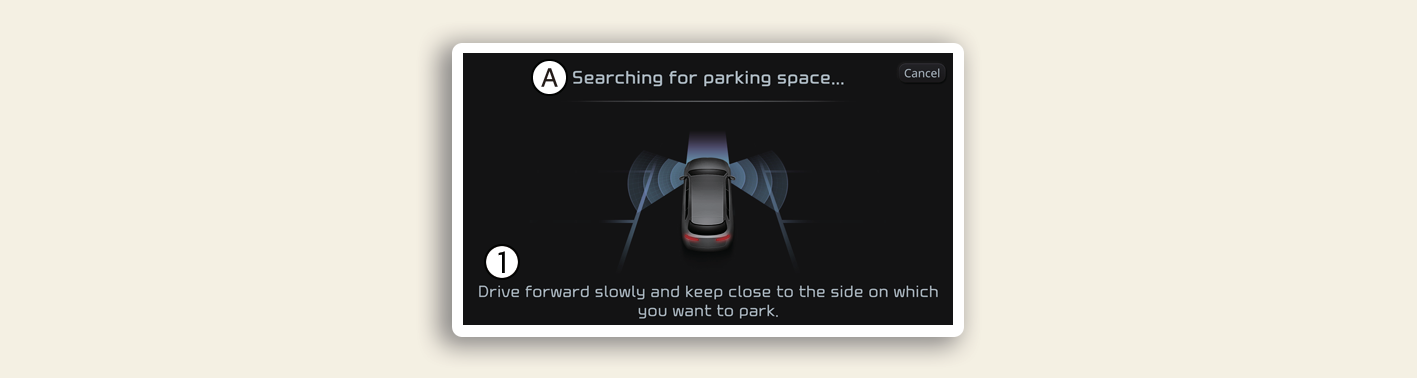 A Searching for parking space...
Cancel
1
Drive forward slowly and keep close to the side on which
you want to park.